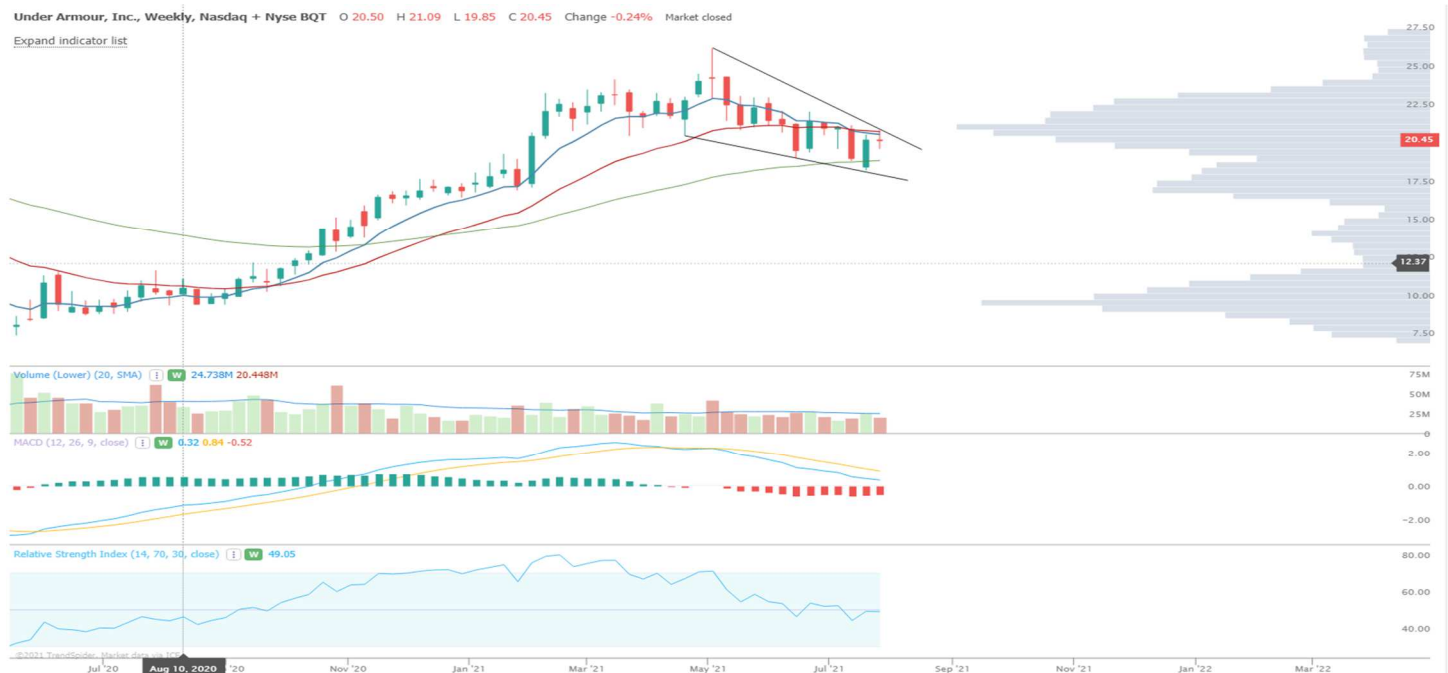 Under Armour, Inc., Weekly, Nasdaq + Nyse BQT O 20.50 H 21.09 L 19.85 C 20.45 Change -0.24% Market closed
Expand indicator list
27.50
25.00
22.50
20.45
17.50
15.00
12.37
10.00
7.50
Volume (Lower) (20, SMA) W 24.738M 20.448M
75M
50M
25M
0
MACD (12, 26, 9, close) W 0.32 0.84 -0.52
2.00
0.00
-2.00
Relative Strength Index (14, 70, 30, close) W 49.05
80.00
60.00
40.00
©2021 TrendSpider. Market data via ICE
Jul '20 Aug 10, 2020 '20 Nov '20 Jan '21 Mar '21 May '21 Jul '21 Sep '21 Nov '21 Jan '22 Mar '22